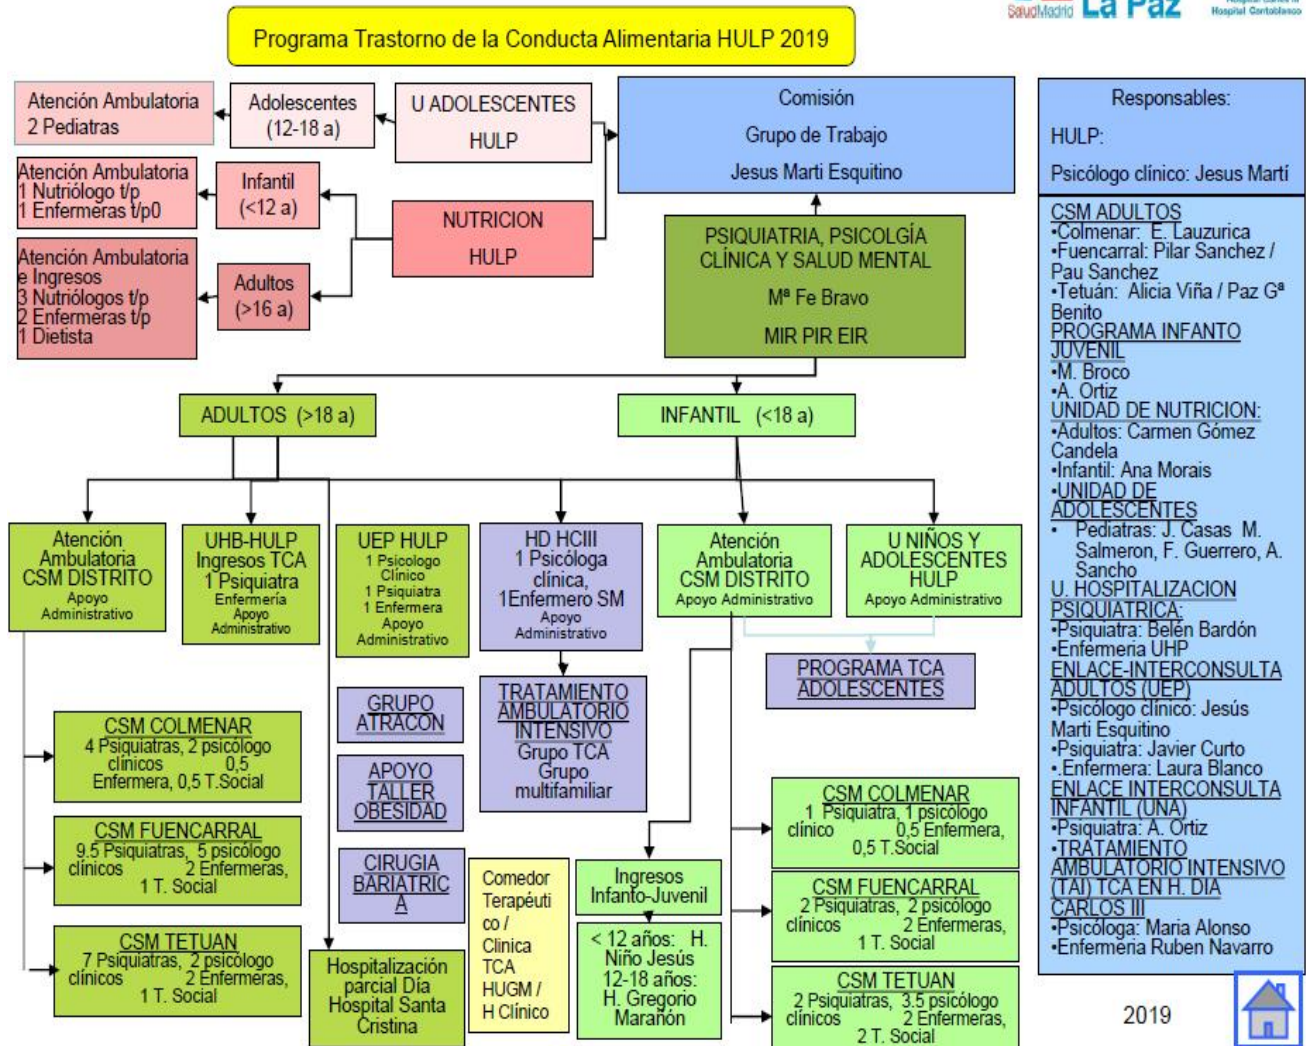 SaludMadrid La Paz
Hospital Cantoblanco
Programa Trastorno de la Conducta Alimentaria HULP 2019
Atención Ambulatoria
2 Pediatras
Adolescentes
(12-18 a)
U ADOLESCENTES
HULP
Comisión
Grupo de Trabajo
Jesus Marti Esquitino
Atención Ambulatoria
1 Nutriólogo t/p
1 Enfermeras t/p0
Infantil
(<12 a)
NUTRICION
HULP
Atención Ambulatoria
e Ingresos
3 Nutriólogos t/p
2 Enfermeras t/p
1 Dietista
Adultos
(>16 a)
PSIQUIATRIA, PSICOLGÍA
CLÍNICA Y SALUD MENTAL
Mª Fe Bravo
MIR PIR EIR
ADULTOS (>18 a)
INFANTIL (<18 a)
Atención
Ambulatoria
CSM DISTRITO
Apoyo
Administrativo
UHB-HULP
Ingresos TCA
1 Psiquiatra
Enfermería
Apoyo
Administrativo
UEP HULP
1 Psicologo
Clínico
1 Psiquiatra
1 Enfermera
Apoyo
Administrativo
HD HCIII
1 Psicóloga
clínica,
1Enfermero SM
Apoyo
Administrativo
Atención
Ambulatoria
CSM DISTRITO
Apoyo Administrativo
U NIÑOS Y
ADOLESCENTES
HULP
Apoyo Administrativo
PROGRAMA TCA
ADOLESCENTES
GRUPO
ATRACON
APOYO
TALLER
OBESIDAD
CIRUGIA
BARIATRIC
A
TRATAMIENTO
AMBULATORIO
INTENSIVO
Grupo TCA
Grupo
multifamiliar
CSM COLMENAR
4 Psiquiatras, 2 psicólogo
clínicos 0,5
Enfermera, 0,5 T.Social
CSM FUENCARRAL
9.5 Psiquiatras, 5 psicólogo
clínicos 2 Enfermeras,
1 T. Social
CSM TETUAN
7 Psiquiatras, 2 psicólogo
clínicos 2 Enfermeras,
1 T. Social
Hospitalización
parcial Día
Hospital Santa
Cristina
Comedor
Terapéuti
co /
Clinica
TCA
HUGM /
H Clínico
Ingresos
Infanto-Juvenil
< 12 años: H.
Niño Jesús
12-18 años:
H. Gregorio
Marañón
CSM COLMENAR
1 Psiquiatra, 1 psicólogo
clínico 0,5 Enfermera,
0,5 T.Social
CSM FUENCARRAL
2 Psiquiatras, 2 psicólogo
clínicos 2 Enfermeras,
1 T. Social
CSM TETUAN
2 Psiquiatras, 3.5 psicólogo
clínicos 2 Enfermeras,
2 T. Social
Responsables:
HULP:
Psicólogo clínico: Jesus Martí
CSM ADULTOS
•Colmenar: E. Lauzurica
•Fuencarral: Pilar Sanchez /
Pau Sanchez
•Tetuán: Alicia Viña / Paz Gª
Benito
PROGRAMA INFANTO
JUVENIL
•M. Broco
•A. Ortiz
UNIDAD DE NUTRICION:
•Adultos: Carmen Gómez
Candela
•Infantil: Ana Morais
•UNIDAD DE
ADOLESCENTES
• Pediatras: J. Casas M.
Salmeron, F. Guerrero, A.
Sancho
U. HOSPITALIZACION
PSIQUIATRICA:
•Psiquiatra: Belén Bardón
•Enfermeria UHP
ENLACE-INTERCONSULTA
ADULTOS (UEP)
•Psicólogo clínico: Jesús
Marti Esquitino
•Psiquiatra: Javier Curto
•.Enfermera: Laura Blanco
ENLACE INTERCONSULTA
INFANTIL (UNA)
•Psiquiatra: A. Ortiz
•TRATAMIENTO
AMBULATORIO INTENSIVO
(TAI) TCA EN H. DIA
CARLOS III
•Psicóloga: Maria Alonso
•Enfermeria Ruben Navarro
2019